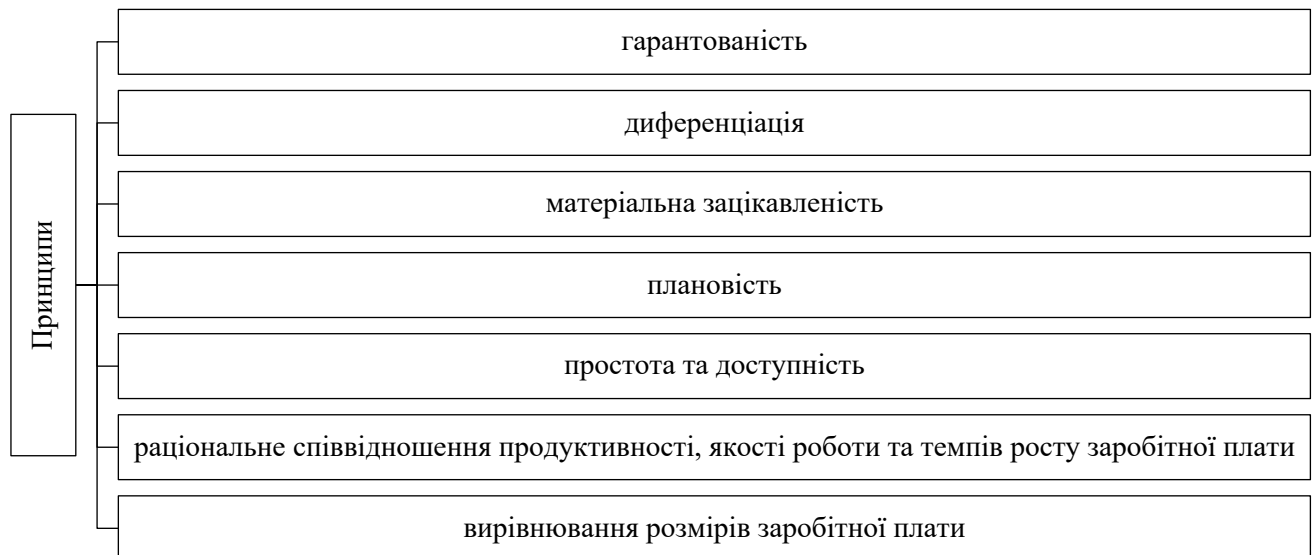 Принципи
гарантованість
диференціація
матеріальна зацікавленість
плановість
простота та доступність
раціональне співвідношення продуктивності, якості роботи та темпів росту заробітної плати
вирівнювання розмірів заробітної плати